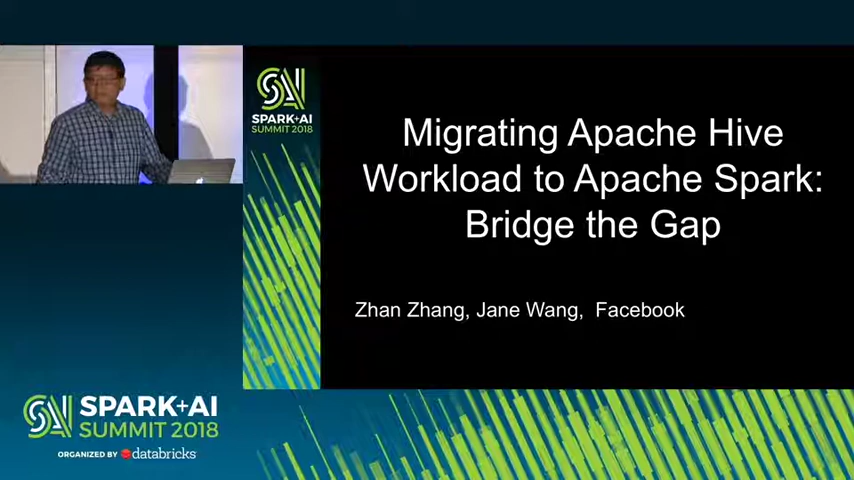 SPARK+AI
SUMMIT 2018
Migrating Apache Hive
Workload to Apache Spark:
Bridge the Gap
Zhan Zhang, Jane Wang, Facebook
SPARK+AI
SUMMIT 2018
ORGANIZED BY databricks